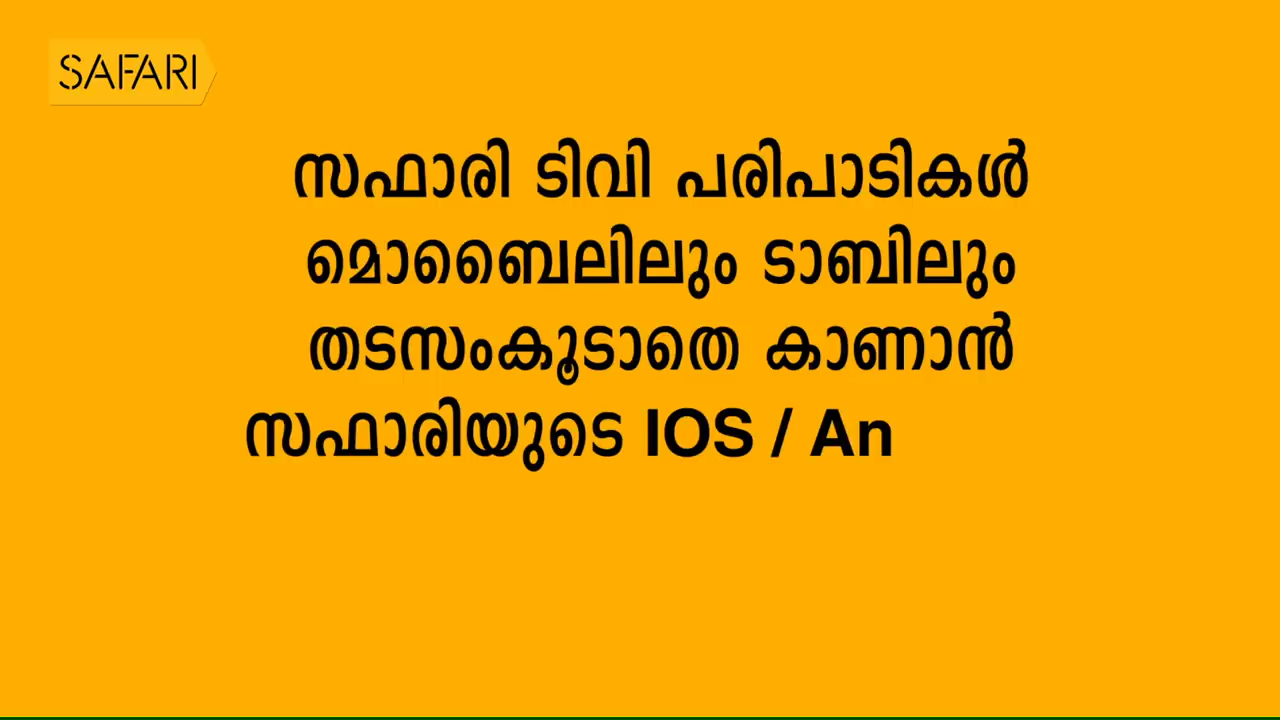 SAFARI
സഫാരി ടിവി പരിപാടികൾ
മൊബൈലിലും ടാബിലും
തടസംകൂടാതെ കാണാൻ
സഫാരിയുടെ IOS / An